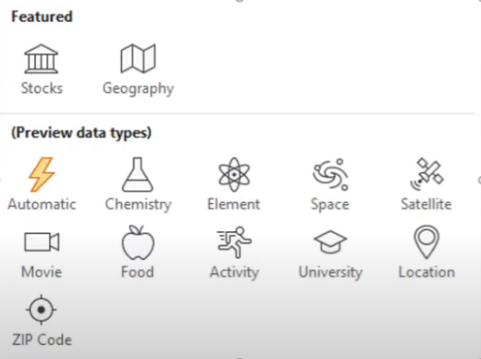 Featured
Stocks Geography
(Preview data types)
Automatic Chemistry Element Space Satellite
Movie Food Activity University Location
ZIP Code